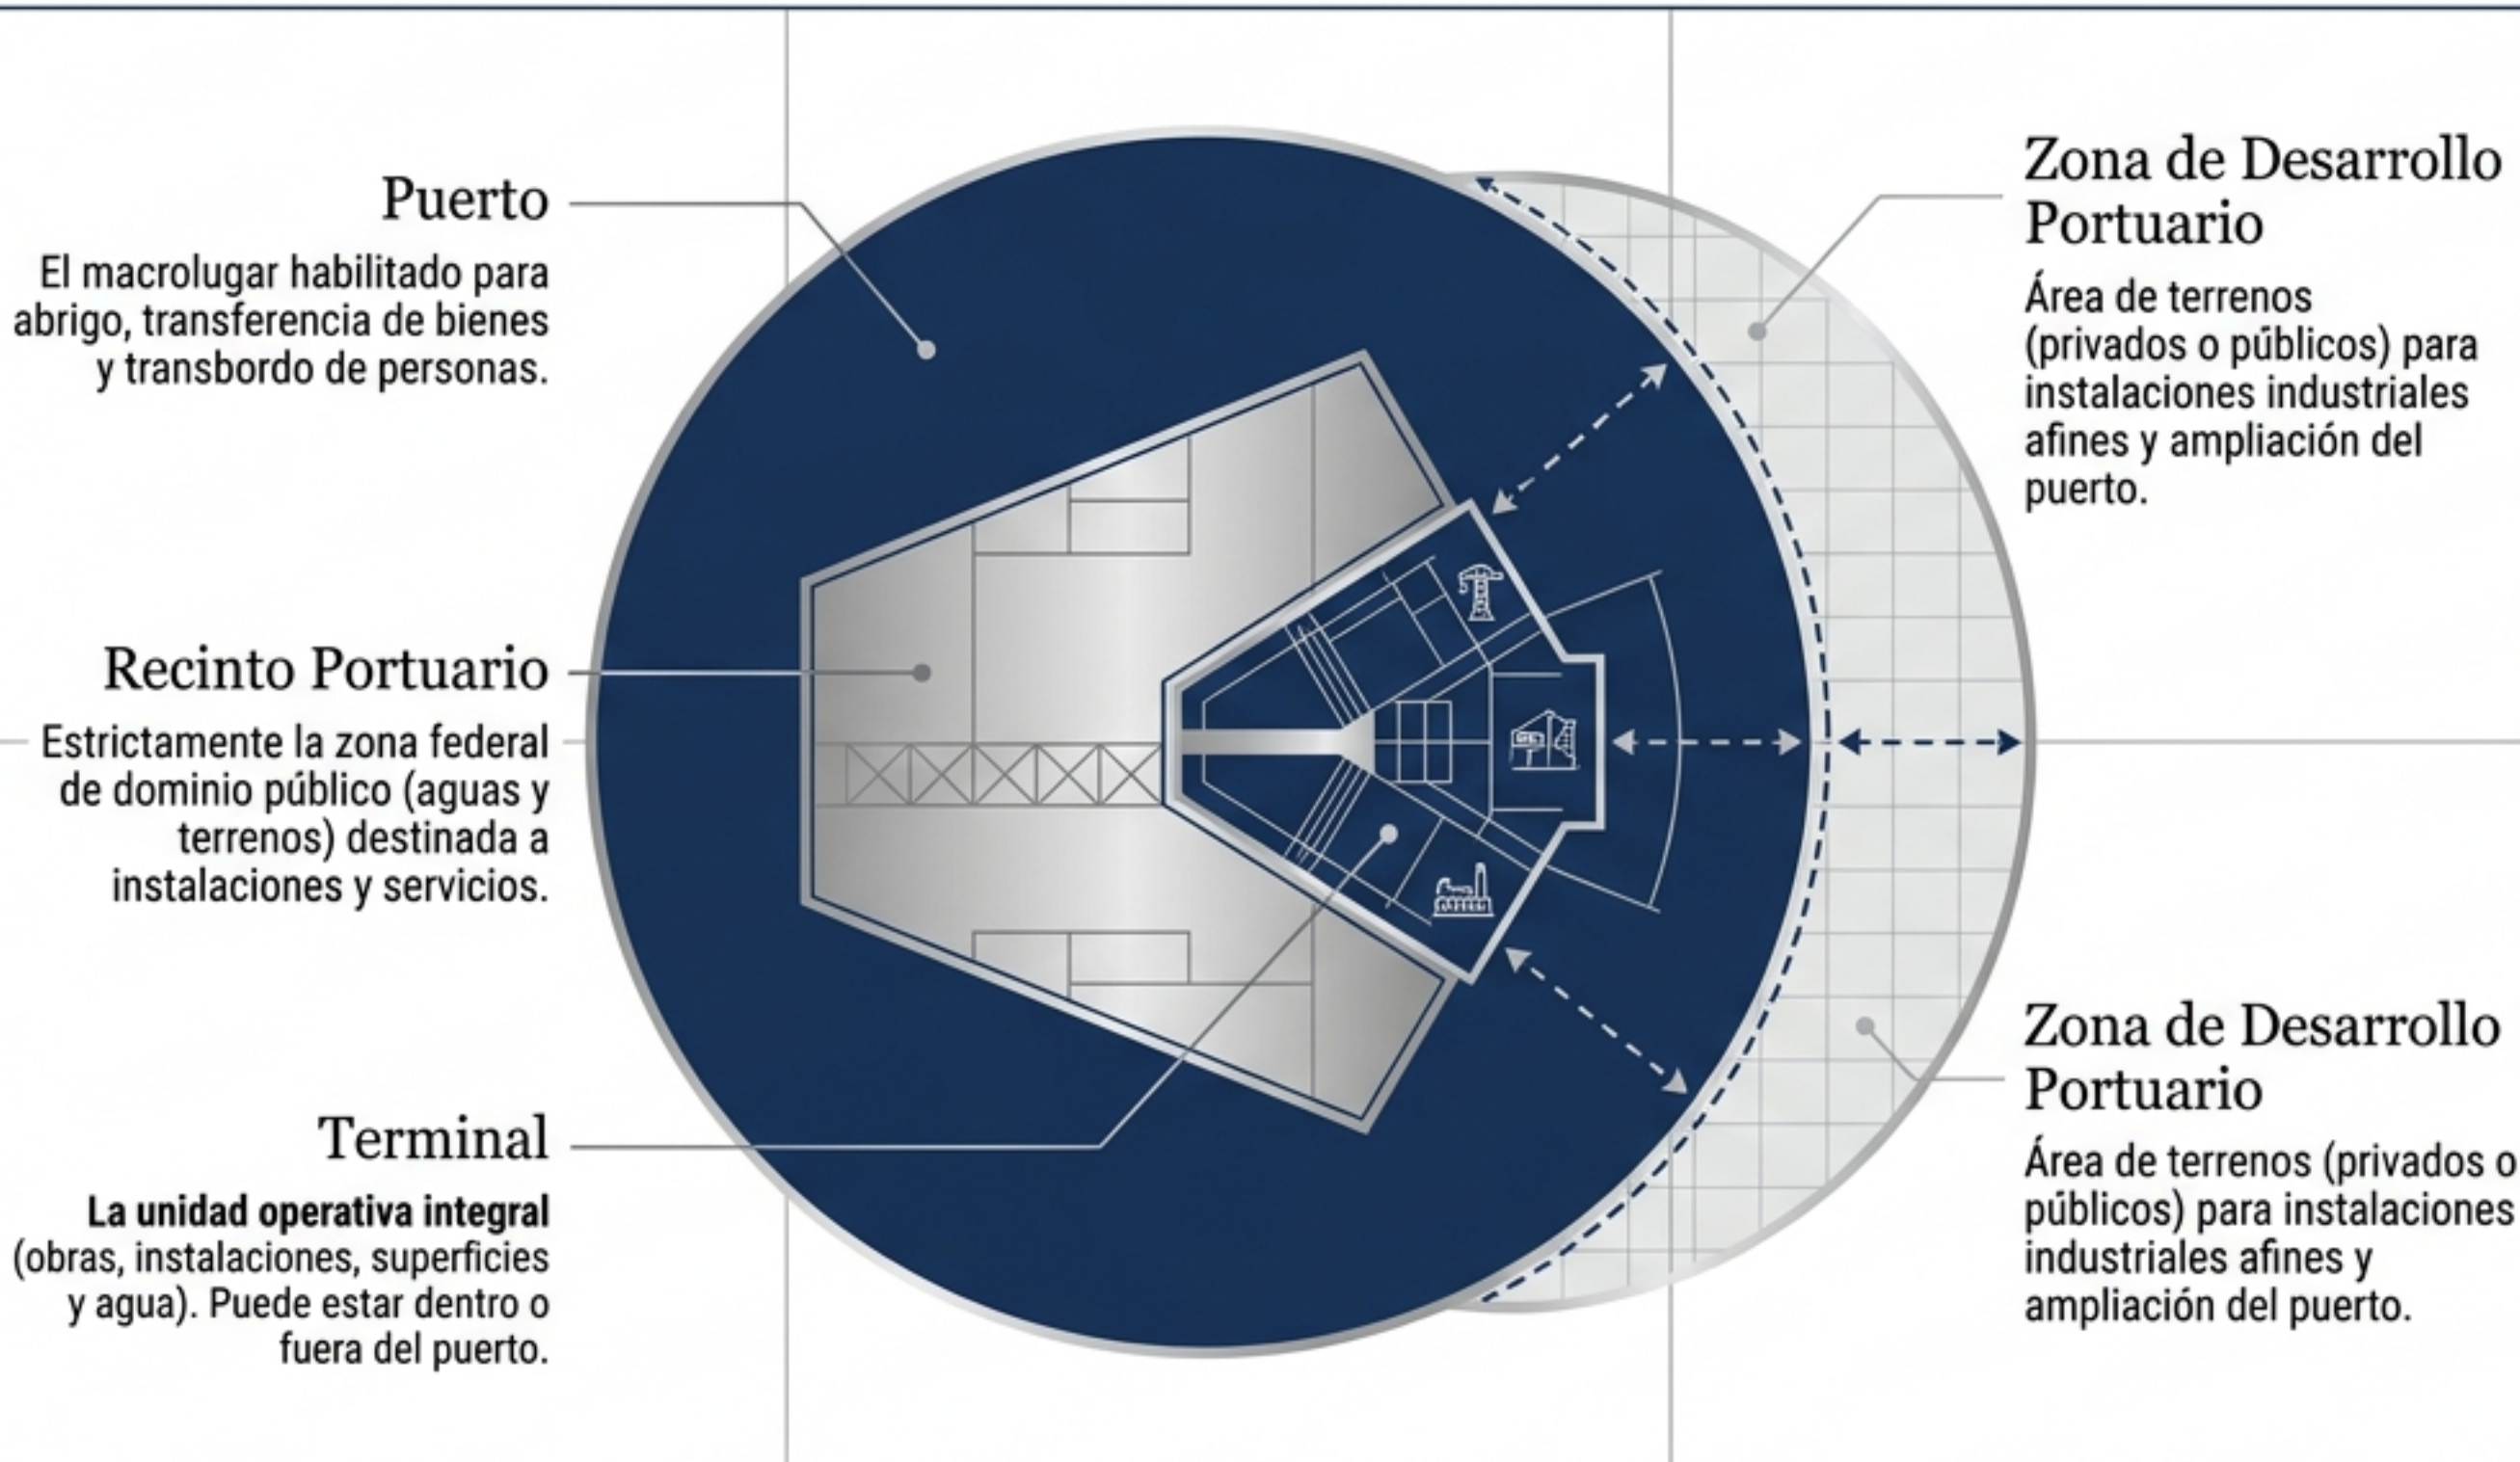 Puerto
El macrolugar habilitado para
abrigo, transferencia de bienes
y transbordo de personas.
Recinto Portuario
Estrictamente la zona federal
de dominio público (aguas y
terrenos) destinada a
instalaciones y servicios.
Terminal
La unidad operativa integral
(obras, instalaciones, superficies
y agua). Puede estar dentro o
fuera del puerto.
Zona de Desarrollo
Portuario
Área de terrenos
(privados o públicos) para
instalaciones industriales
afines y ampliación del
puerto.
Zona de Desarrollo
Portuario
Área de terrenos (privados o
públicos) para instalaciones
industriales afines y
ampliación del puerto.